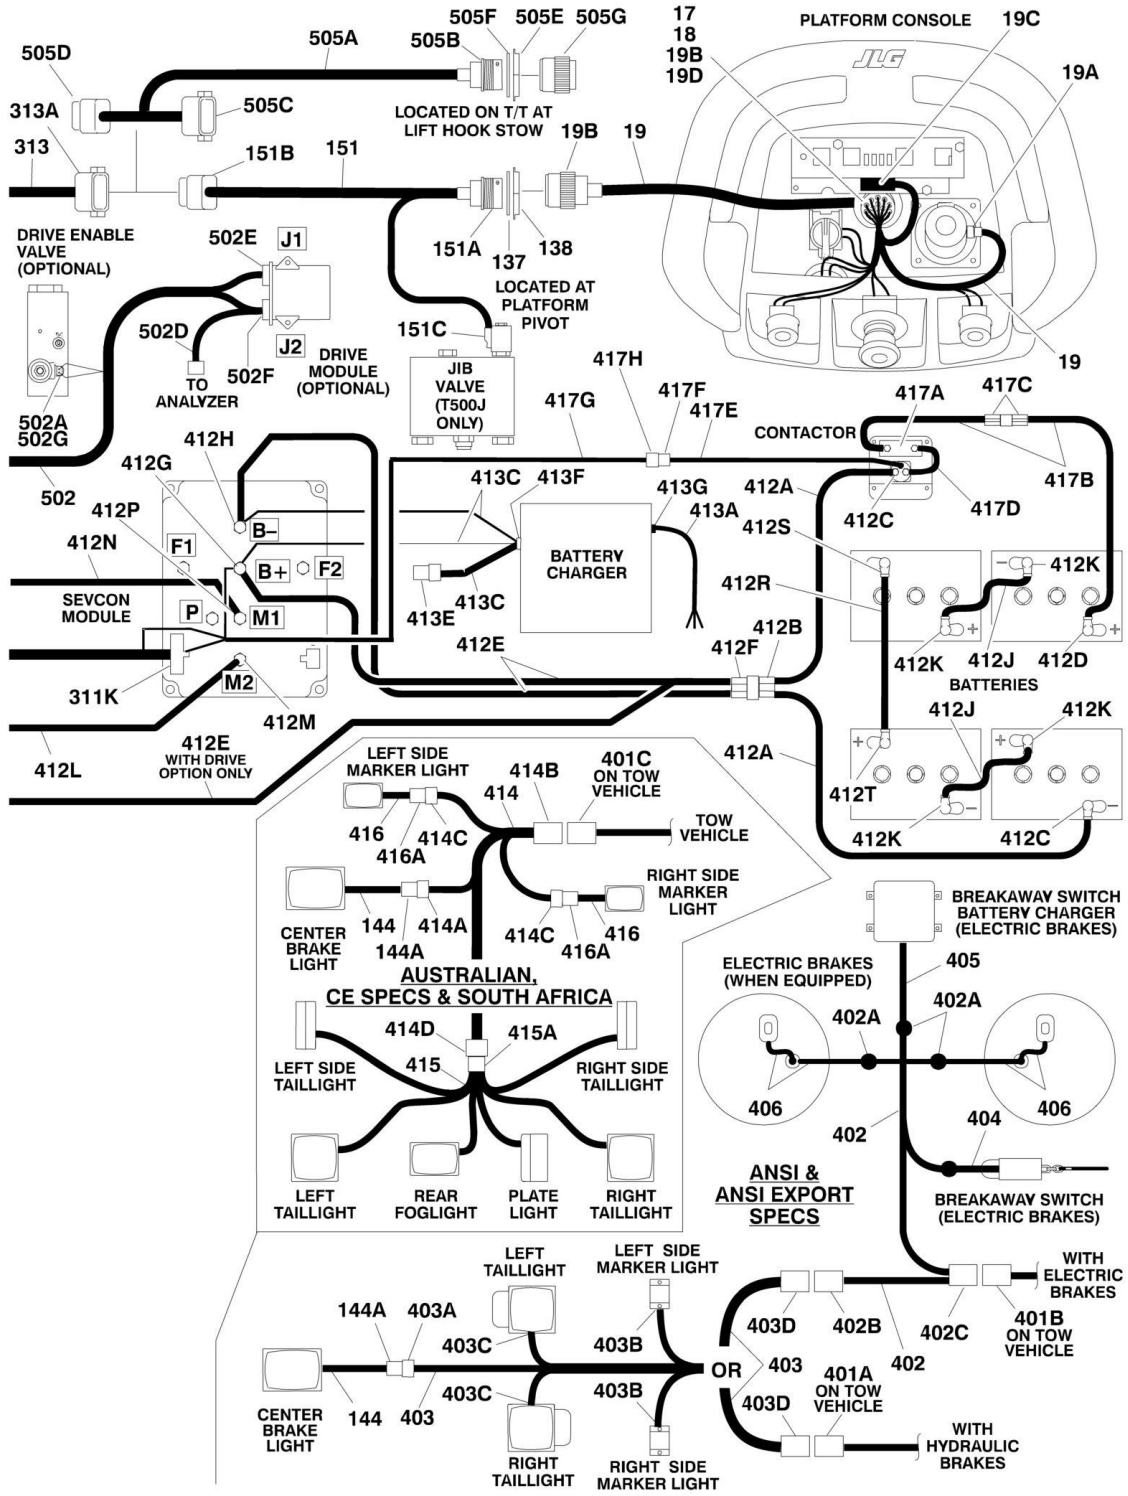 505F
505E
505G
17
18
19B
19D
PLATFORM CONSOLE
19C
505D
505A
505B
JLG
19A
505C
313A
LOCATED ON T/T AT
LIFT HOOK STOW
313
151B
151
19B
19
DRIVE ENABLE
VALVE
(OPTIONAL)
502E
J1
151A
137
138
LOCATED AT
PLATFORM
PIVOT
502D
J2
502F
DRIVE
MODULE
(OPTIONAL)
151C
19
TO
ANALYZER
JIB
VALVE
(T500J
ONLY)
417H
417F
417G
417E
417A
417C
CONTACTOR
502A
502G
412H
412G
502
413C
413F
413G
413A
412A
412C
417D
417B
412P
412S
412N
B–
F1
B+
F2
BATTERY
CHARGER
412K
412R
SEVCON
MODULE
P
M1
413E
413C
412B
412F
412E
412K
412J
412D
311K
M2
BATTERIES
412M
412J
412K
412L
412E
WITH DRIVE
OPTION ONLY
412A
LEFT SIDE
MARKER LIGHT
401C
ON TOW
VEHICLE
414B
414
412T
412K
412C
416
414C
416A
TOW
VEHICLE
RIGHT SIDE
MARKER
LIGHT
144
414A
144A
414C
416A
416
CENTER
BRAKE
LIGHT
BREAKAWAY SWITCH
BATTERY CHARGER
(ELECTRIC BRAKES)
AUSTRALIAN,
CE SPECS & SOUTH AFRICA
ELECTRIC BRAKES
(WHEN EQUIPPED)
405
402A
402A
414D
415A
415
LEFT SIDE
TAILLIGHT
RIGHT SIDE
TAILLIGHT
406
406
402
404
LEFT
TAILLIGHT
REAR
FOGLIGHT
PLATE
LIGHT
RIGHT
TAILLIGHT
ANSI &
ANSI EXPORT
SPECS
BREAKAWAY SWITCH
(ELECTRIC BRAKES)
LEFT
TAILLIGHT
LEFT SIDE
MARKER LIGHT
WITH
ELECTRIC
BRAKES
144A
403A
403C
403B
403D
402B
402C
401B
ON TOW
VEHICLE
OR
403
402
403C
403B
403D
401A
ON TOW
VEHICLE
CENTER
BRAKE
LIGHT
144
403
RIGHT
TAILLIGHT
RIGHT SIDE
MARKER LIGHT
WITH
HYDRAULIC
BRAKES